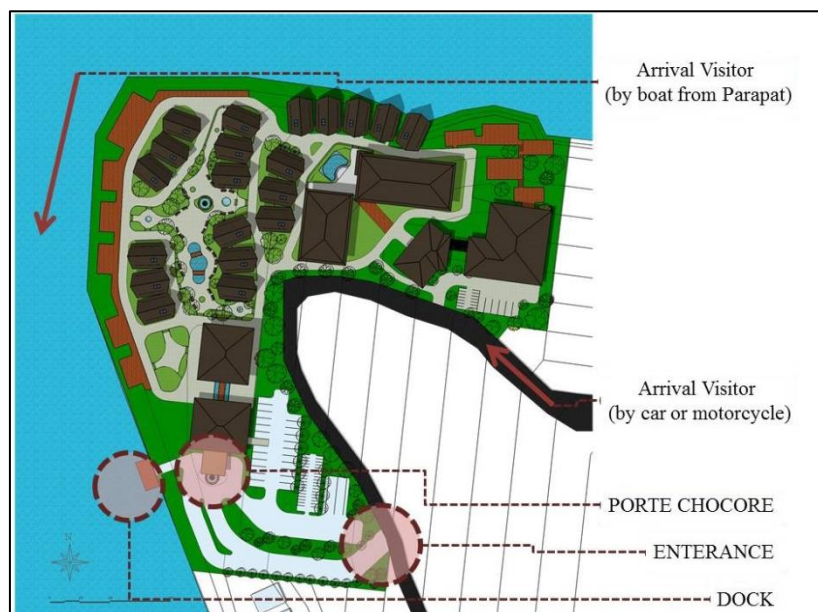 Arrival Visitor
(by boat from Parapat)
Arrival Visitor
(by car or motorcycle)
PORTE CHOCORE
ENTERANCE
DOCK
N